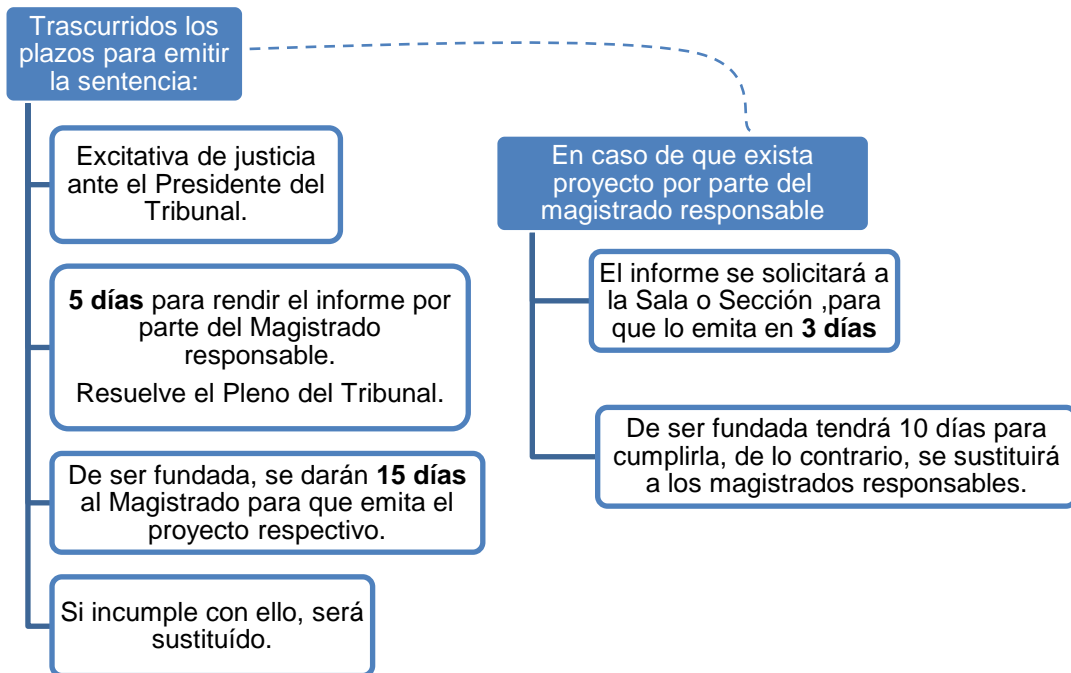 Trascurridos los
plazos para emitir
la sentencia:
Excitativa de justicia
ante el Presidente del
Tribunal.
5 días para rendir el informe por
parte del Magistrado
responsable.
Resuelve el Pleno del Tribunal.
De ser fundada, se darán 15 días
al Magistrado para que emita el
proyecto respectivo.
Si incumple con ello, será
sustituído.
En caso de que exista
proyecto por parte del
magistrado responsable
El informe se solicitará a
la Sala o Sección ,para
que lo emita en 3 días
De ser fundada tendrá 10 días para
cumplirla, de lo contrario, se sustituirá
a los magistrados responsables.